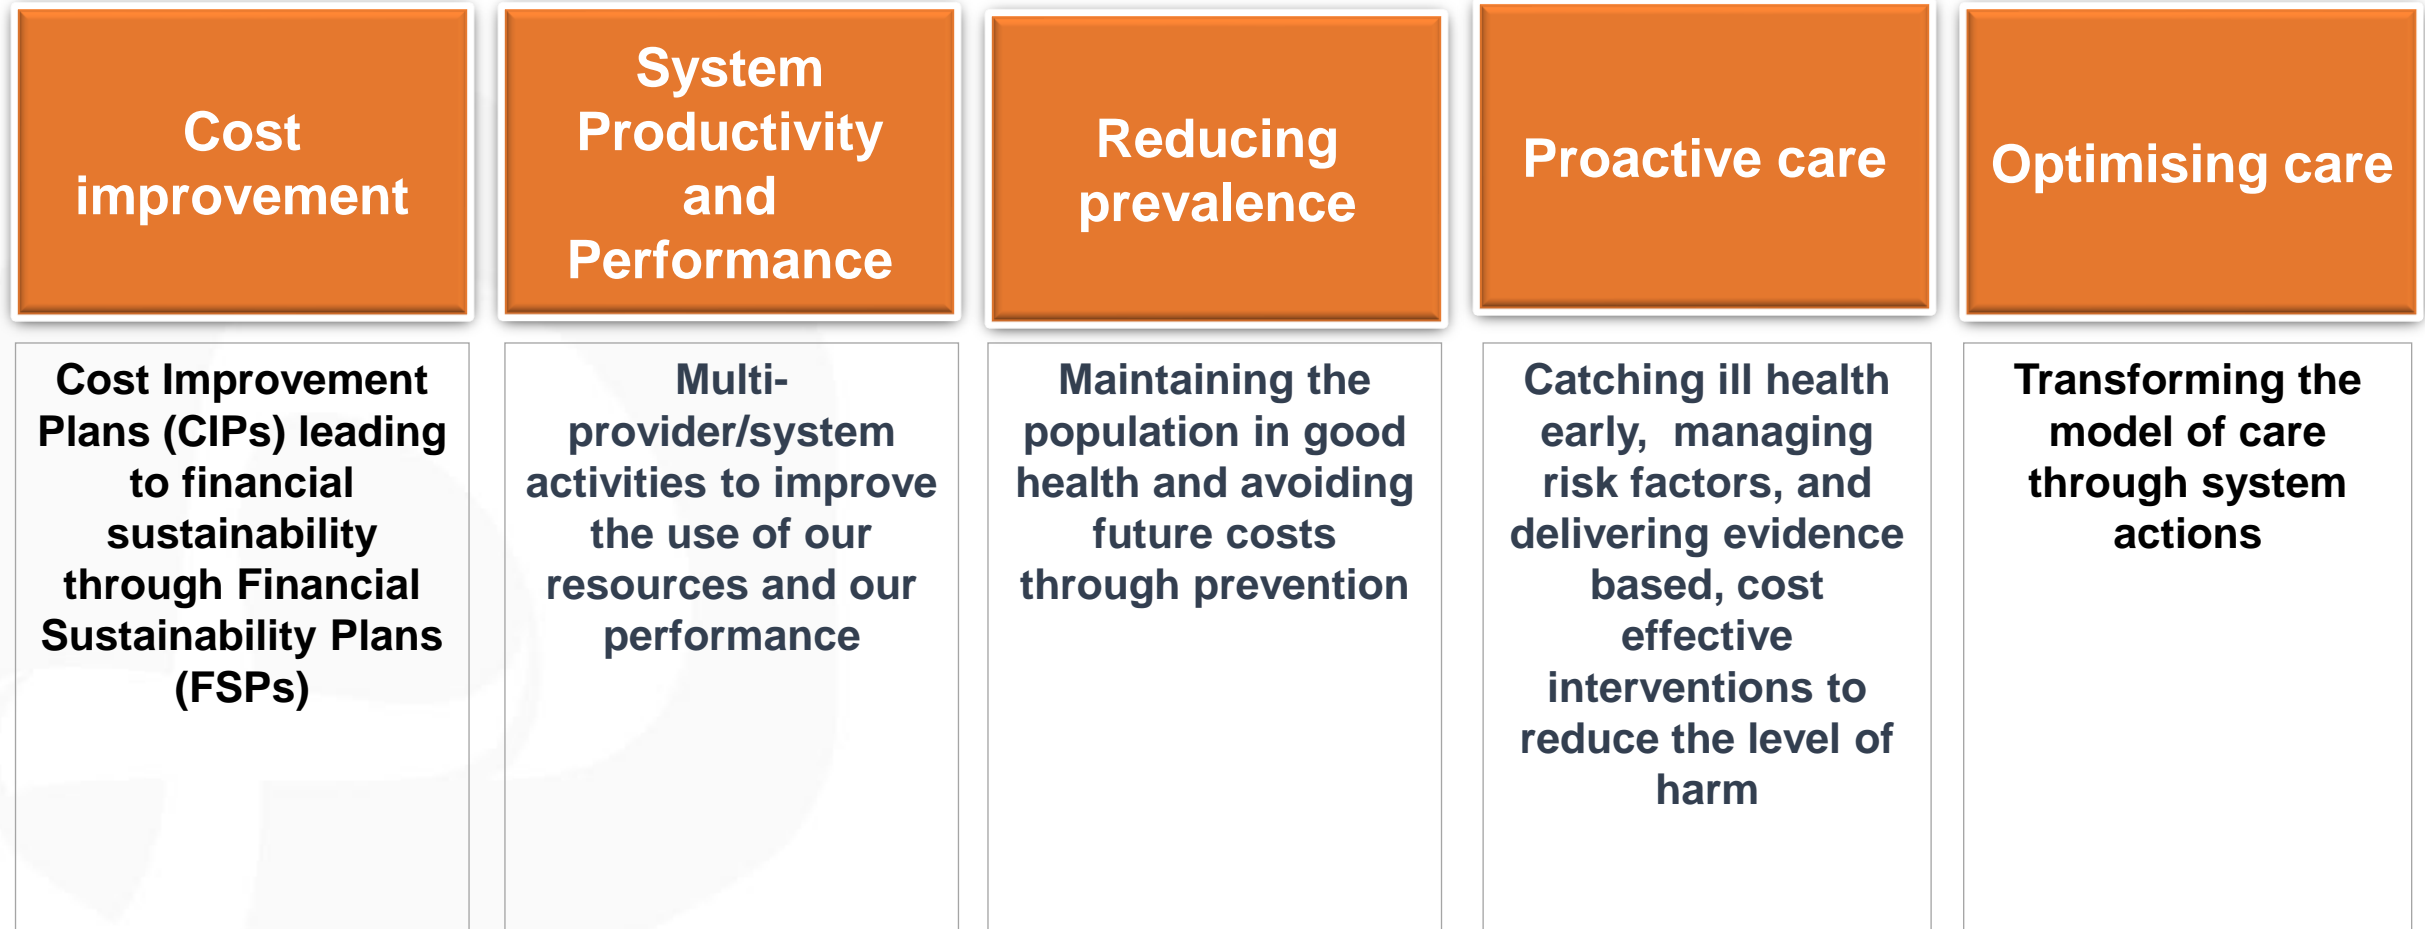 Cost
improvement
System
Productivity
and
Performance
Reducing
prevalence
Proactive care
Optimising care
Cost Improvement
Plans (CIPs) leading
to financial
sustainability
through Financial
Sustainability Plans
(FSPs)
Multi-
provider/system
activities to improve
the use of our
resources and our
performance
Maintaining the
population in good
health and avoiding
future costs
through prevention
Catching ill health
early,  managing
risk factors, and
delivering evidence
based, cost
effective
interventions to
reduce the level of
harm
Transforming the
model of care
through system
actions